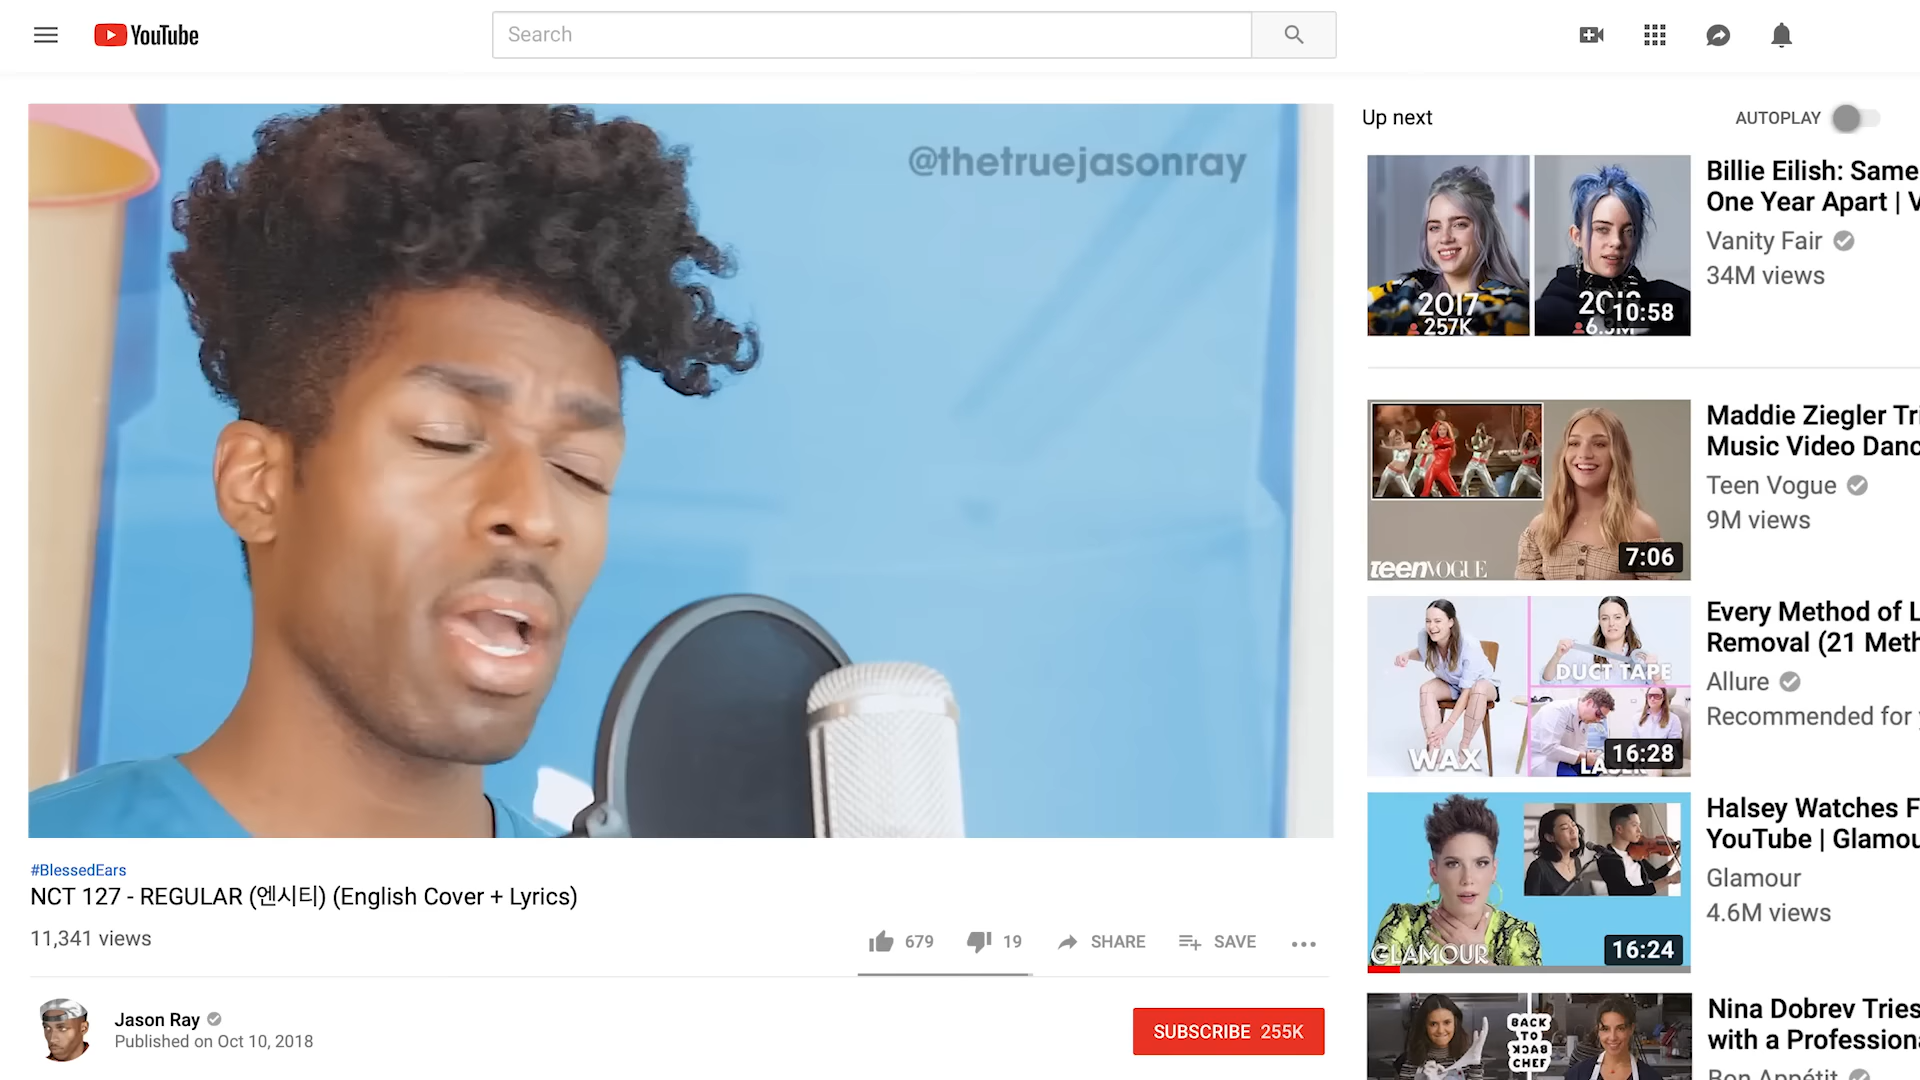 YouTube
Search
@thetruejasonray
#BlessedEars
NCT 127 - REGULAR (엔시티) (English Cover + Lyrics)
11,341 views
679
19
SHARE
SAVE
Jason Ray
Published on Oct 10, 2018
SUBSCRIBE 255K
Up next
AUTOPLAY
2017
257K
10:58
Billie Eilish: Same
One Year Apart |
Vanity Fair
34M views
teenVOGUE
7:06
Maddie Ziegler
Music Video
Teen Vogue
9M views
WAX
DUCT TAPE
16:28
Every Method of
Removal (21
Allure
Recommended for
GLAMOUR
16:24
Halsey Watches
YouTube |
Glamour
4.6M views
BACK
TO
BACK
CHEF
Nina Dobrev Tries
with a
Bon Appétit